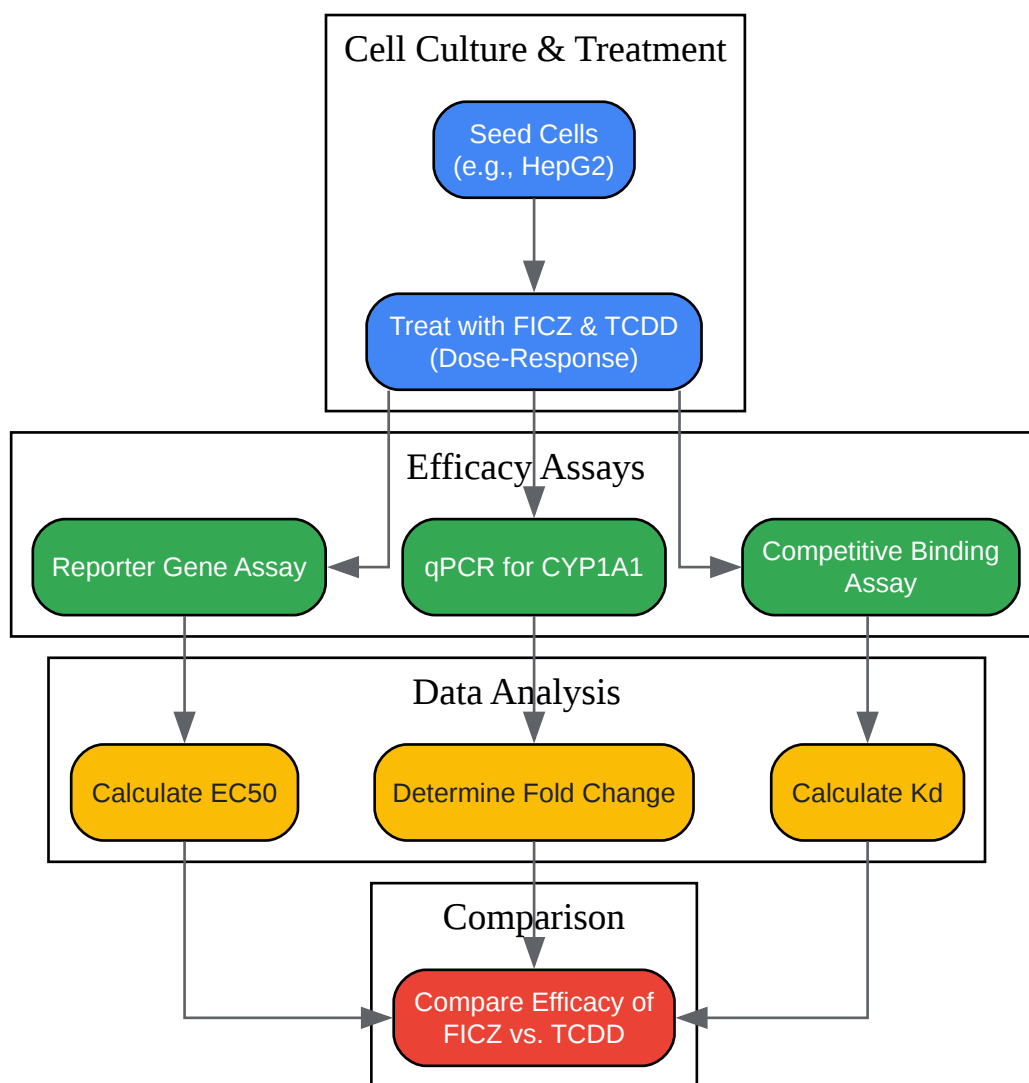 Cell Culture & Treatment
Seed Cells
(e.g., HepG2)
Treat with FICZ & TCDD
(Dose-Response)
Efficacy Assays
Reporter Gene Assay
qPCR for CYP1A1
Competitive Binding
Assay
Data Analysis
Calculate EC50
Determine Fold Change
Calculate Kd
Comparison
Compare Efficacy of
FICZ vs. TCDD